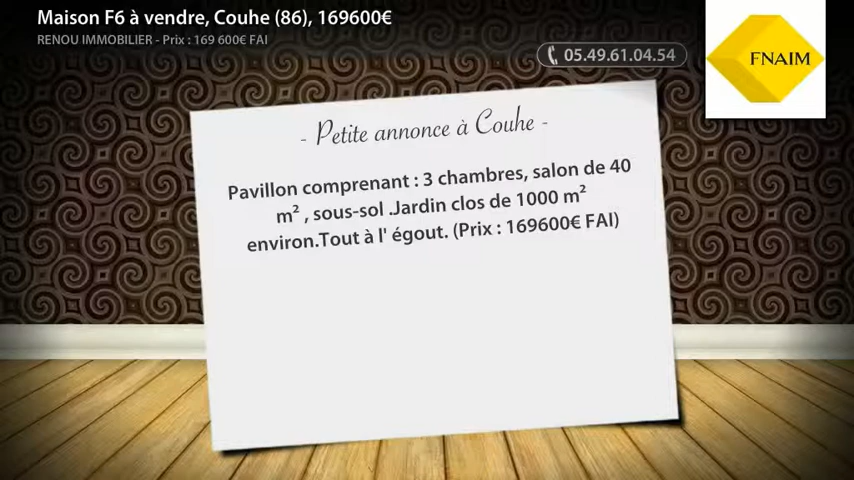 Maison F6 à vendre, Couhe (86), 169600€
RENOU IMMOBILIER - Prix : 169 600€ FAI
05.49.61.04.54
FNAIM
- Petite annonce à Couhe -
Pavillon comprenant : 3 chambres, salon de 40
m² , sous-sol .Jardin clos de 1000 m²
environ.Tout à l' égout. (Prix : 169600€ FAI)